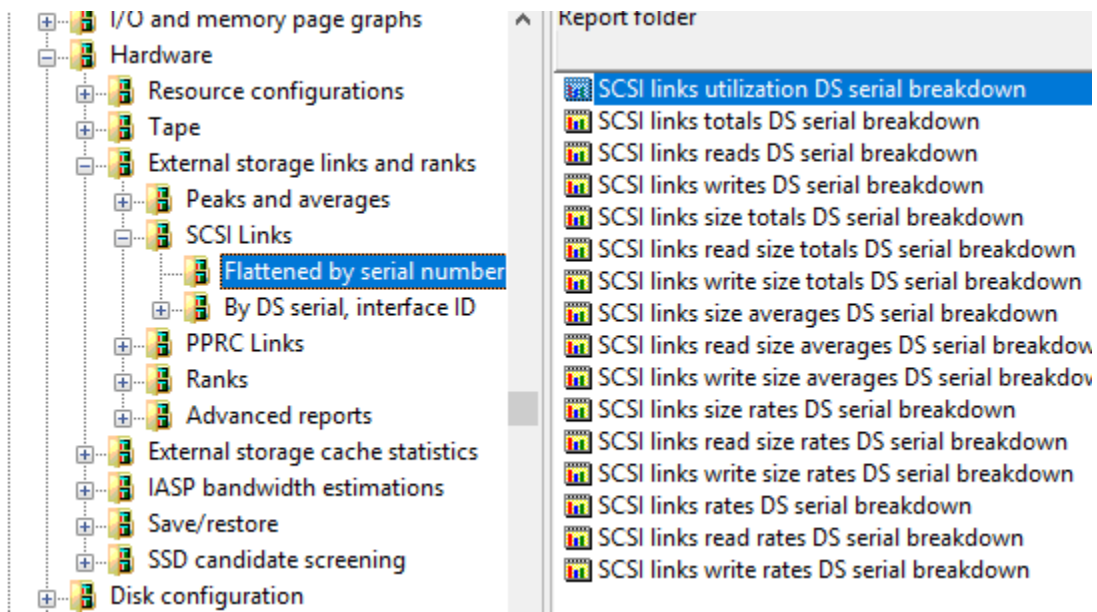 I/O and memory page graphs
Hardware
Resource configurations
Tape
External storage links and ranks
Peaks and averages
SCSI Links
Flattened by serial number
By DS serial, interface ID
PPRC Links
Ranks
Advanced reports
External storage cache statistics
IASP bandwidth estimations
Save/restore
SSD candidate screening
Disk configuration
Report folder
SCSI links utilization DS serial breakdown
SCSI links totals DS serial breakdown
SCSI links reads DS serial breakdown
SCSI links writes DS serial breakdown
SCSI links size totals DS serial breakdown
SCSI links read size totals DS serial breakdown
SCSI links write size totals DS serial breakdown
SCSI links size averages DS serial breakdown
SCSI links read size averages DS serial breakdow
SCSI links write size averages DS serial breakdov
SCSI links size rates DS serial breakdown
SCSI links read size rates DS serial breakdown
SCSI links write size rates DS serial breakdown
SCSI links rates DS serial breakdown
SCSI links read rates DS serial breakdown
SCSI links write rates DS serial breakdown